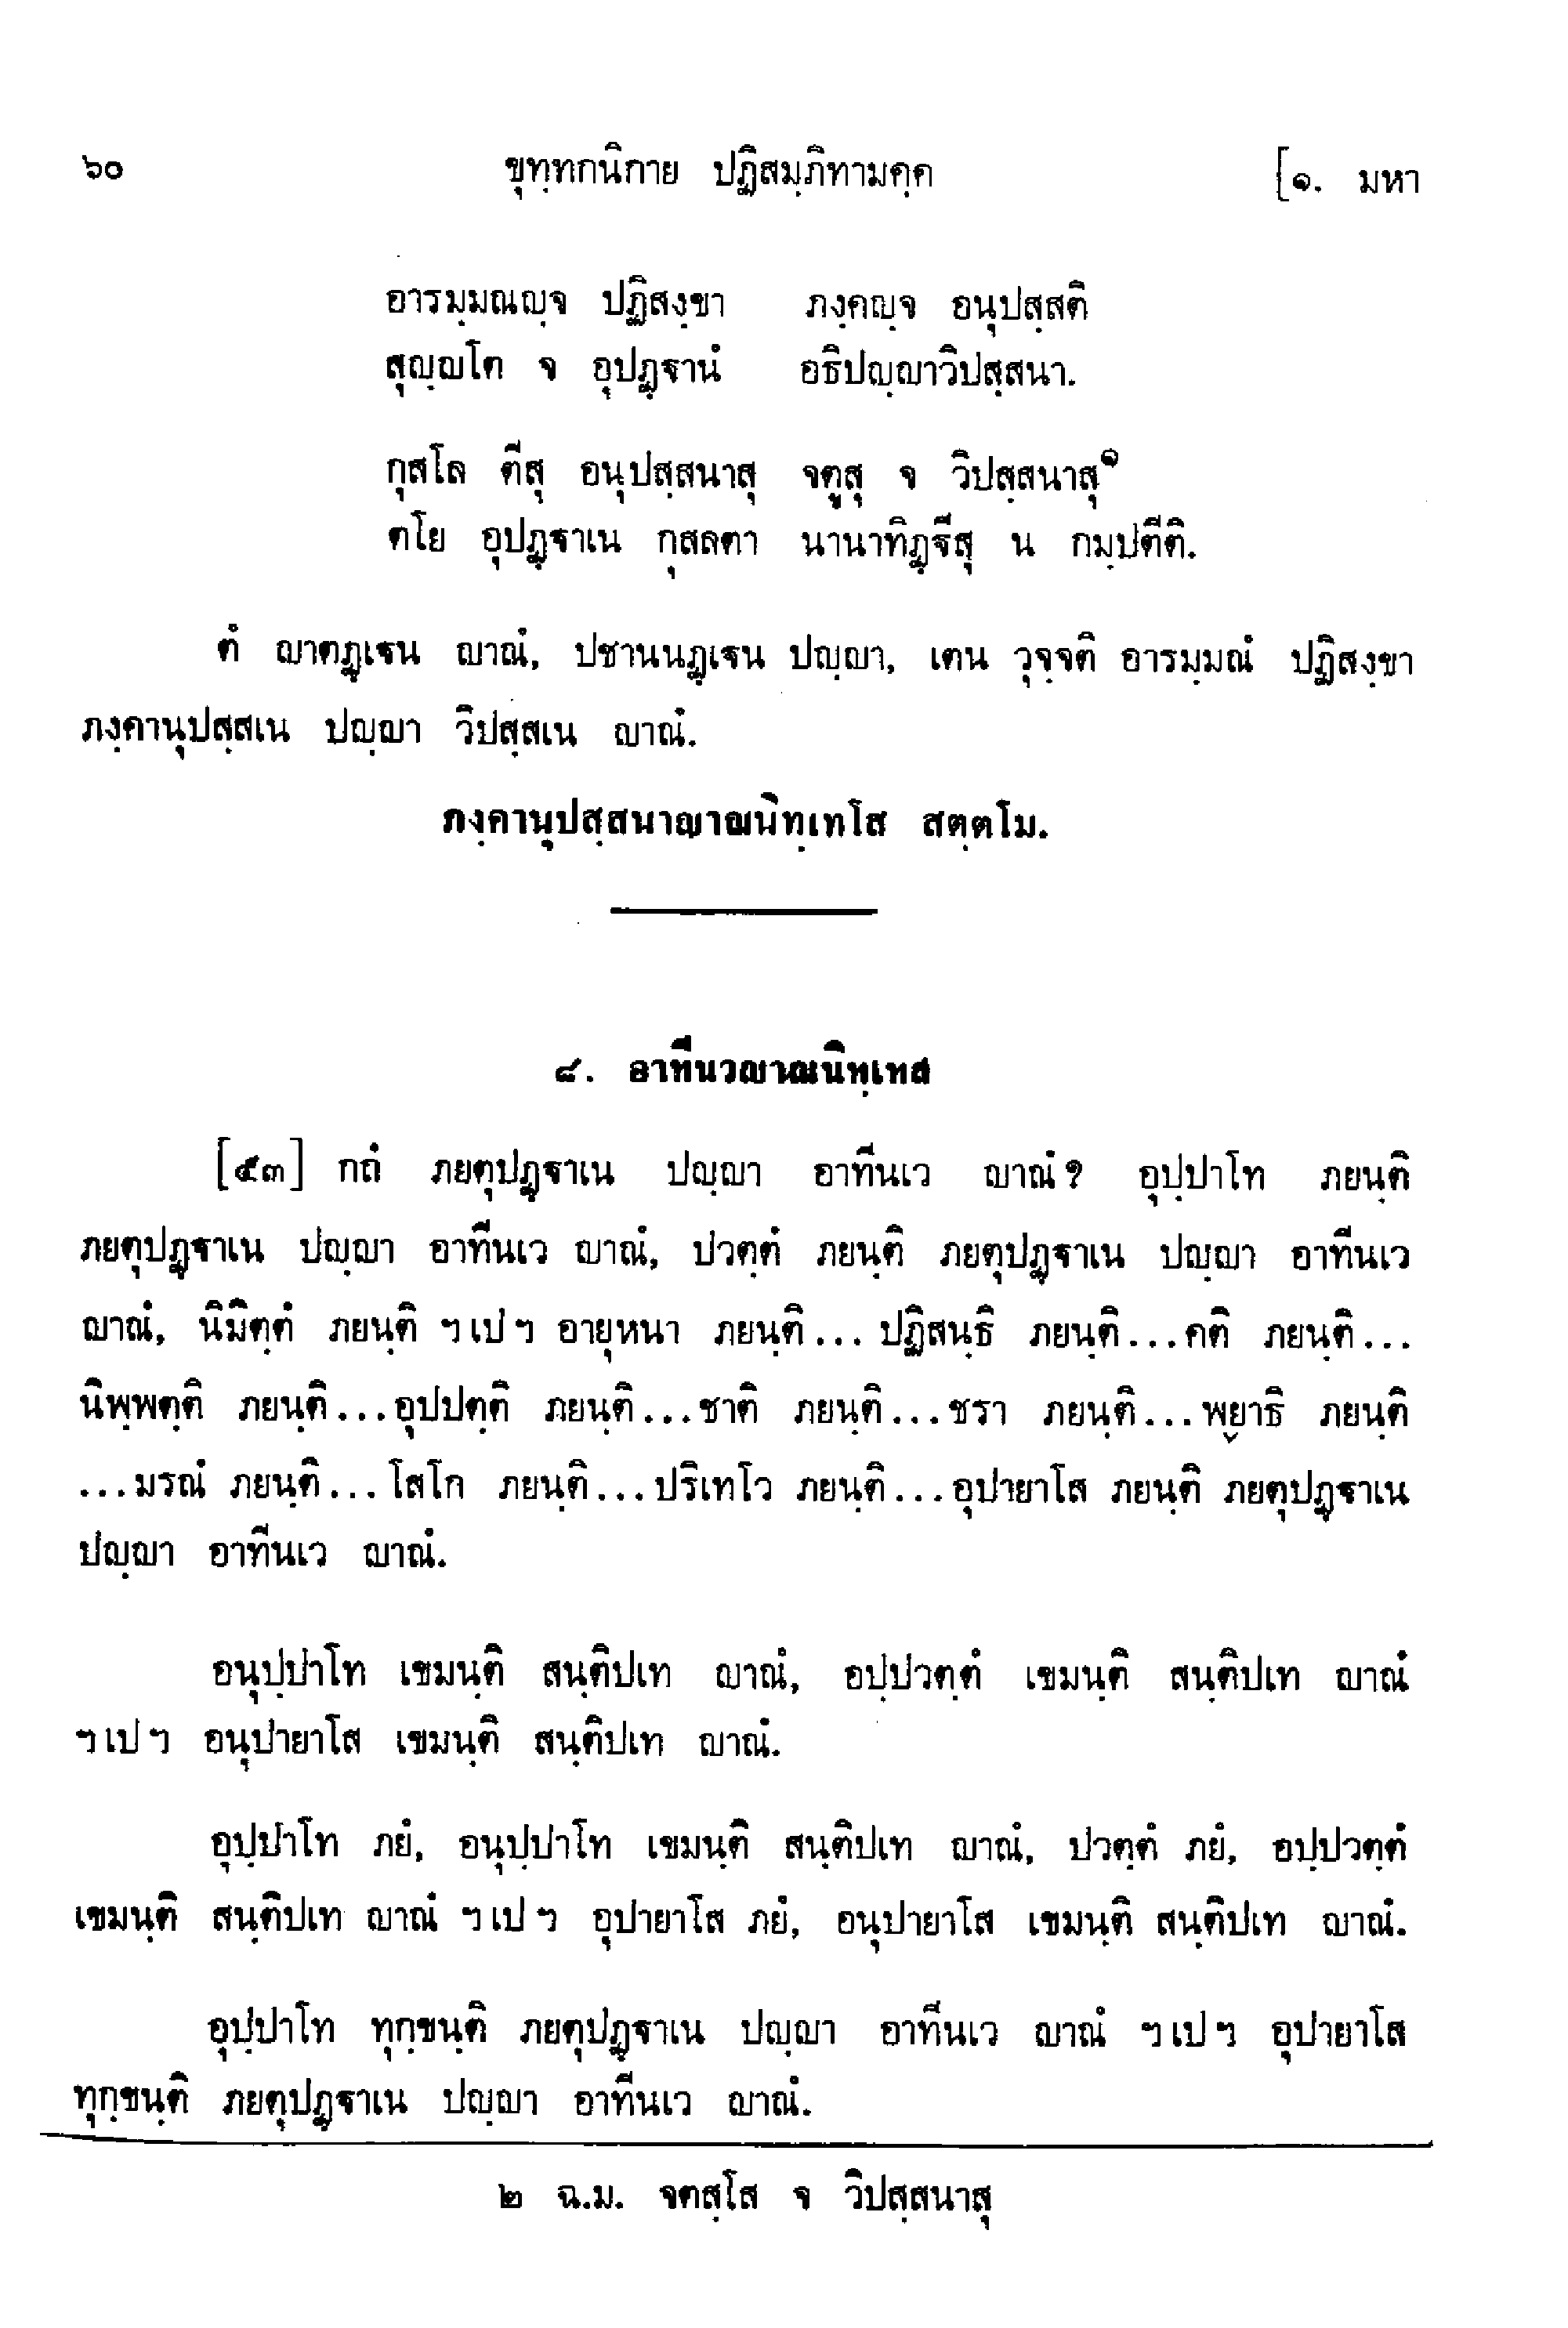 ๖๐ ขุทฺทกนิกาย ปฏิสมฺภิทามคฺค [๑. มหา
อารมฺมณญฺจ ปฏิสงฺขา ภงฺคญฺจ อนุปสฺสติ
สุญฺญโต จ อุปฏฺฐานํ อธิปญฺญาวิปสฺสนา.
กุสโล ตีสุ อนุปสฺสนาสุ จตูสุ จ วิปสฺสนาสุ๑
ตโย อุปฏฺฐาเน กุสลตา นานาทิฏฺฐีสุ น กมฺปตีติ.
ตํ ญาตฏฺเฐน ญาณํ, ปชานนฏฺเฐน ปญฺญา, เตน วุจฺจติ อารมฺมณํ ปฏิสงฺขา
ภงฺคานุปสฺสเน ปญฺญา วิปสฺสเน ญาณํ.
ภงฺคานุปสฺสนาญาณนิทฺเทโส สตฺตโม.
๘. อาทีนวญาณนิทฺเทส
[๕๓] กถํ ภยตุปฏฺฐาเน ปญฺญา อาทีนเว ญาณํ? อุปฺปาโท ภยนฺติ
ภยตุปฏฺฐาเน ปญฺญา อาทีนเว ญาณํ, ปวตฺตํ ภยนฺติ ภยตุปฏฺฐาเน ปญฺญา อาทีนเว
ญาณํ, นิมิตฺตํ ภยนฺติ ฯเปฯ อายุหนา ภยนฺติ... ปฏิสนฺธิ ภยนฺติ...คติ ภยนฺติ...
นิพฺพตฺติ ภยนฺติ...อุปปตฺติ ภยนฺติ...ชาติ ภยนฺติ...ชรา ภยนฺติ...พฺยาธิ ภยนฺติ
...มรณํ ภยนฺติ...โสโก ภยนฺติ...ปริเทโว ภยนฺติ...อุปายาโส ภยนฺติ ภยตุปฏฺฐาเน
ปญฺญา อาทีนเว ญาณํ.
อนุปฺปาโท เขมนฺติ สนฺติปเท ญาณํ, อปฺปวตฺตํ เขมนฺติ สนฺติปเท ญาณํ
ฯเปฯ อนุปายาโส เขมนฺติ สนฺติปเท ญาณํ.
อุปฺปาโท ภยํ, อนุปฺปาโท เขมนฺติ สนฺติปเท ญาณํ, ปวตฺตํ ภยํ, อปฺปวตฺตํ
เขมนฺติ สนฺติปเท ญาณํ ฯเปฯ อุปายาโส ภยํ, อนุปายาโส เขมนฺติ สนฺติปเท ญาณํ.
อุปฺปาโท ทุกฺขนฺติ ภยตุปฏฺฐาเน ปญฺญา อาทีนเว ญาณํ ฯเปฯ อุปายาโส
ทุกฺขนฺติ ภยตุปฏฺฐาเน ปญฺญา อาทีนเว ญาณํ.
๒ ฉ.ม. จตสฺโส จ วิปสฺสนาสุ